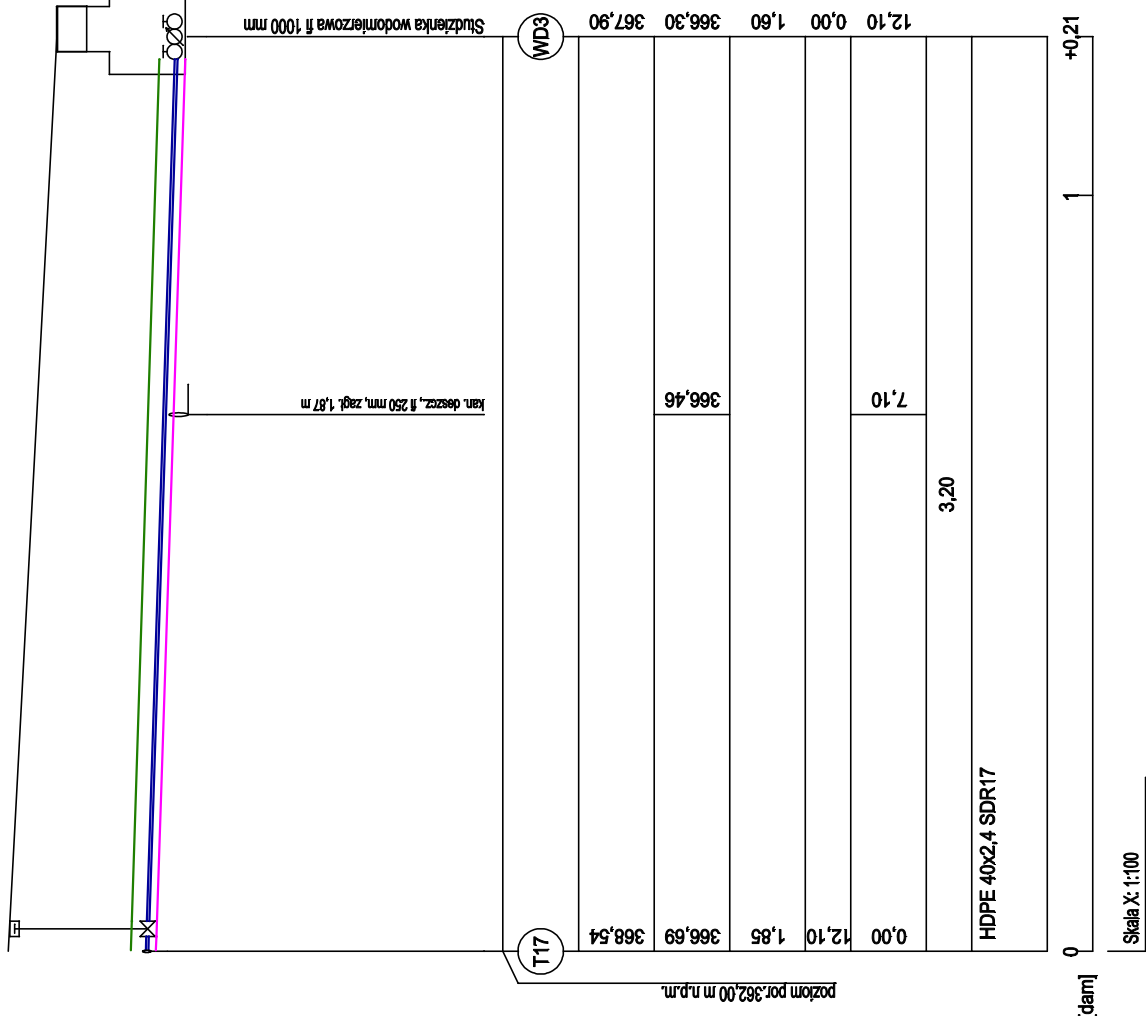 Studzienka wodomierzowa fi 1000 mm
kan. deszcz., fi 250 mm, zagł. 1,87 m
poziom por.:362,00 m n.p.m.
T17
WD3
368,54
367,90
366,69
366,46
366,30
1,85
1,60
12,10
0,00
0,00
7,10
12,10
3,20
HDPE 40x2,4 SDR17
0
1
+0,21
[dam]
Skala X: 1:100